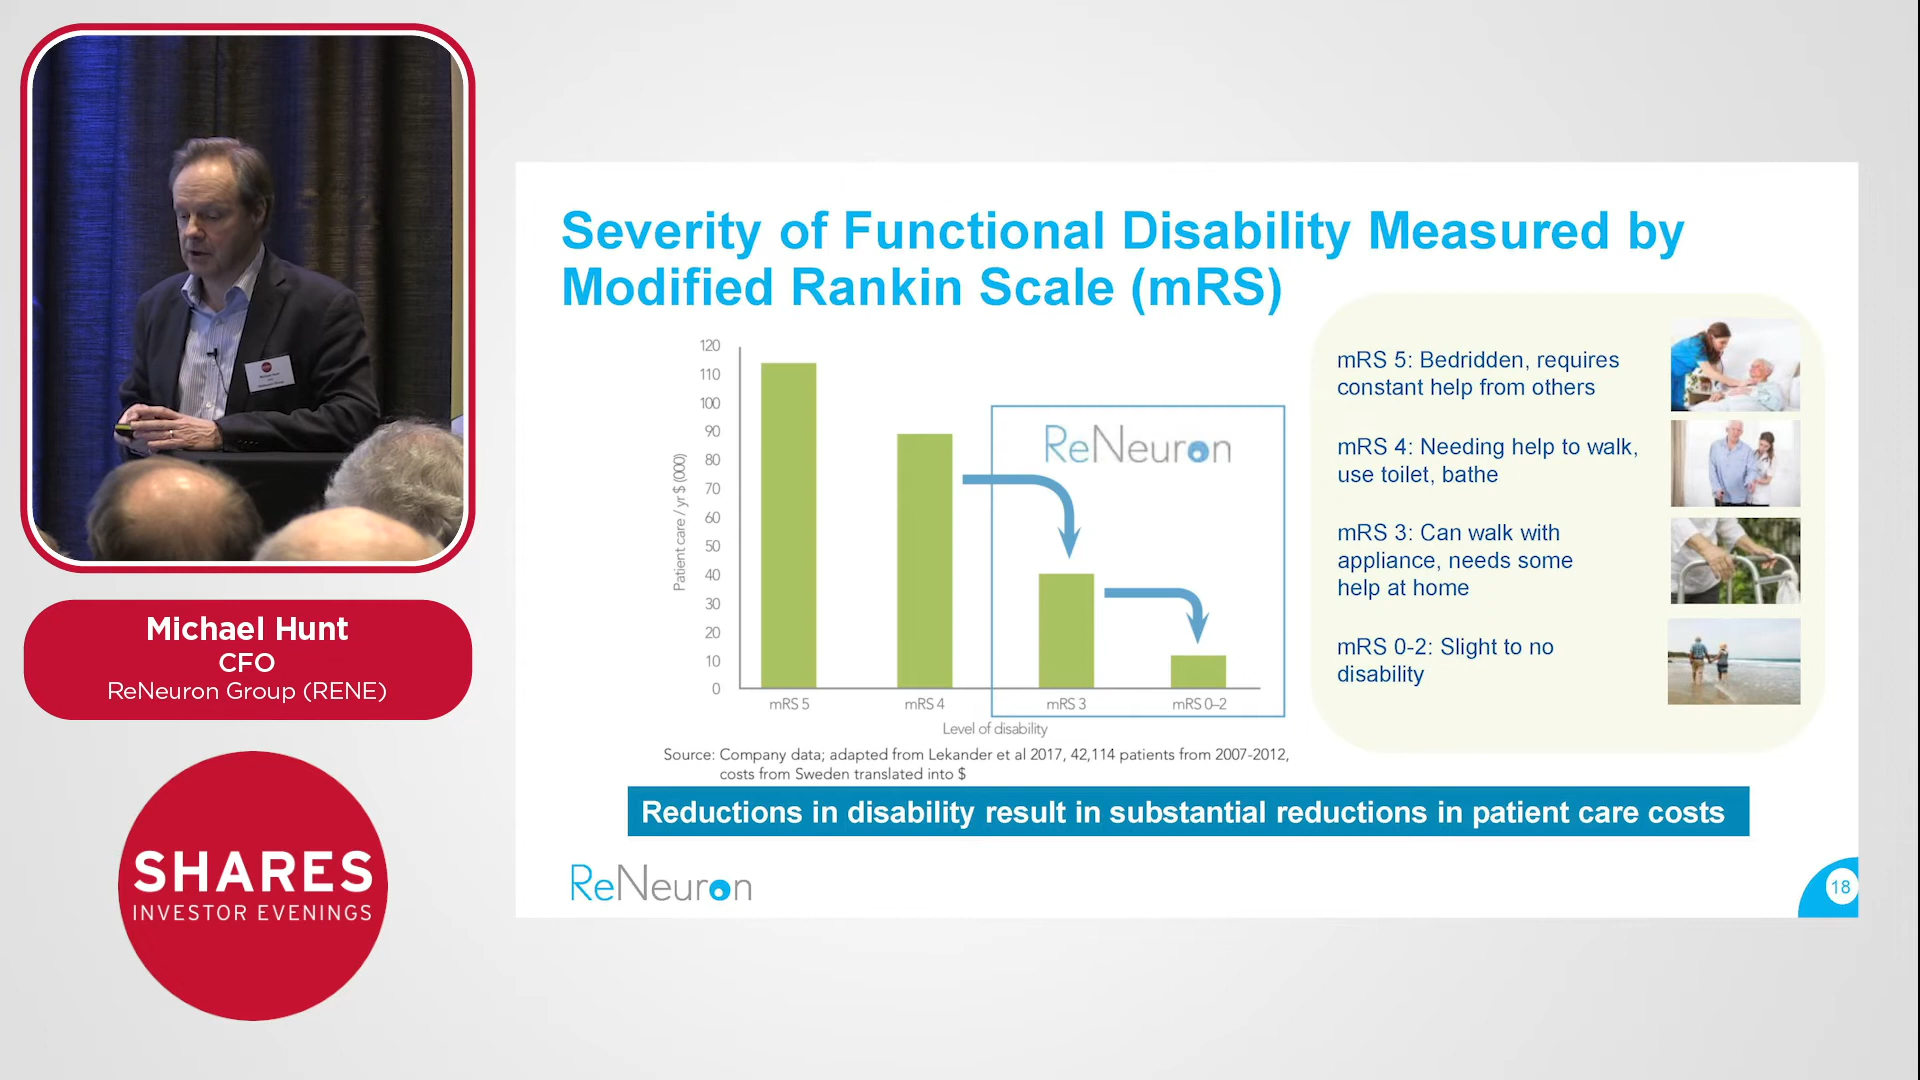 Michael Hunt
CFO
ReNeuron Group (RENE)
SHARES
INVESTOR EVENINGS
Severity of Functional Disability Measured by
Modified Rankin Scale (mRS)
Patient care / yr $ (000)
120
110
100
90
80
70
60
50
40
30
20
10
0
ReNeuron
mRS 5
mRS 4
mRS 3
mRS 0–2
Level of disability
Source: Company data; adapted from Lekander et al 2017, 42,114 patients from 2007-2012,
costs from Sweden translated into $
mRS 5: Bedridden, requires
constant help from others
mRS 4: Needing help to walk,
use toilet, bathe
mRS 3: Can walk with
appliance, needs some
help at home
mRS 0-2: Slight to no
disability
Reductions in disability result in substantial reductions in patient care costs
ReNeuron
18